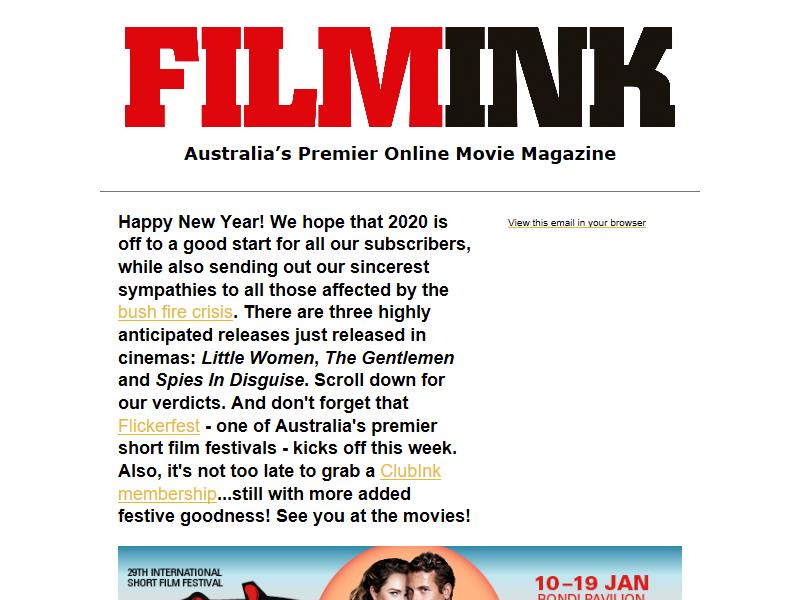 FILMINK
Australia’s Premier Online Movie Magazine
Happy New Year! We hope that 2020 is
off to a good start for all our subscribers,
while also sending out our sincerest
sympathies to all those affected by the
bush fire crisis. There are three highly
anticipated releases just released in
cinemas: Little Women, The Gentlemen
and Spies In Disguise. Scroll down for
our verdicts. And don't forget that
Flickerfest - one of Australia's premier
short film festivals - kicks off this week.
Also, it's not too late to grab a ClubInk
membership...still with more added
festive goodness! See you at the movies!
View this email in your browser
29TH INTERNATIONAL
SHORT FILM FESTIVAL
10–19 JAN
BONDI PAVILION